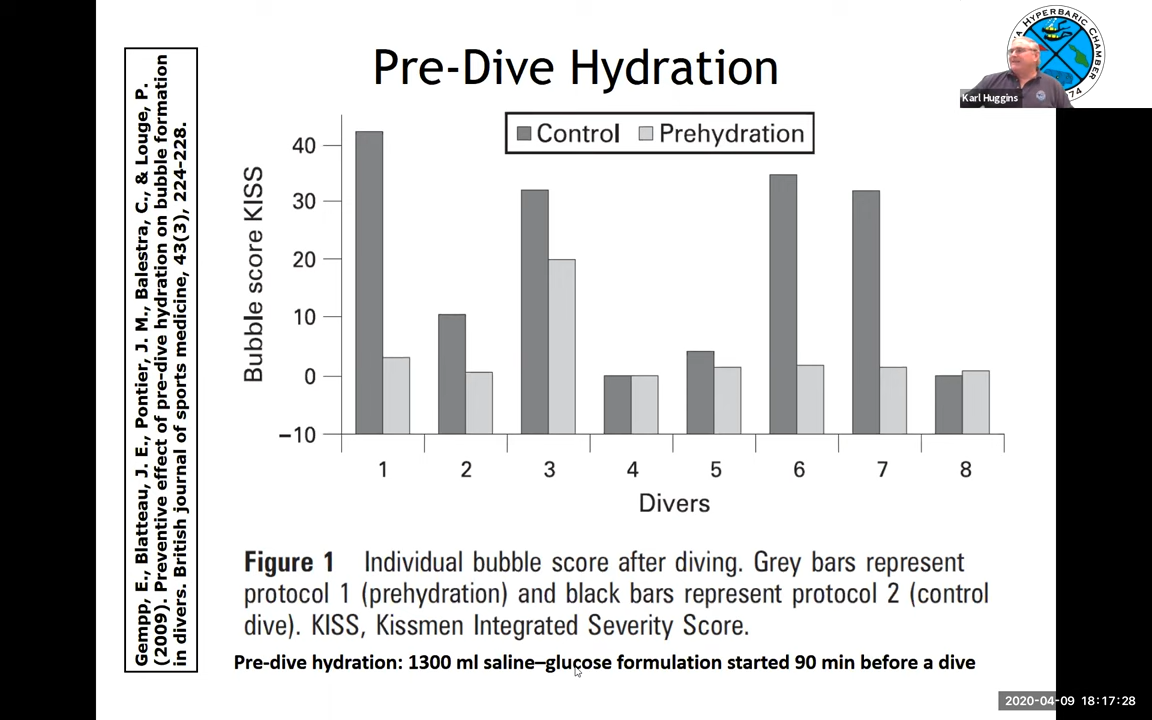 Pre-Dive Hydration
HYPERBARIC CHAMBER
74
Karl Huggins
Gempp, E., Blatteau, J. E., Pontier, J. M., Balestra, C., & Louge, P.
(2009). Preventive effect of pre-dive hydration on bubble formation
in divers. British journal of sports medicine, 43(3), 224-228.
Control Prehydration
Bubble score KISS
40
30
20
10
0
–10
1 2 3 4 5 6 7 8
Divers
Figure 1 Individual bubble score after diving. Grey bars represent
protocol 1 (prehydration) and black bars represent protocol 2 (control
dive). KISS, Kissmen Integrated Severity Score.
Pre-dive hydration: 1300 ml saline–glucose formulation started 90 min before a dive
2020-04-09 18:17:28